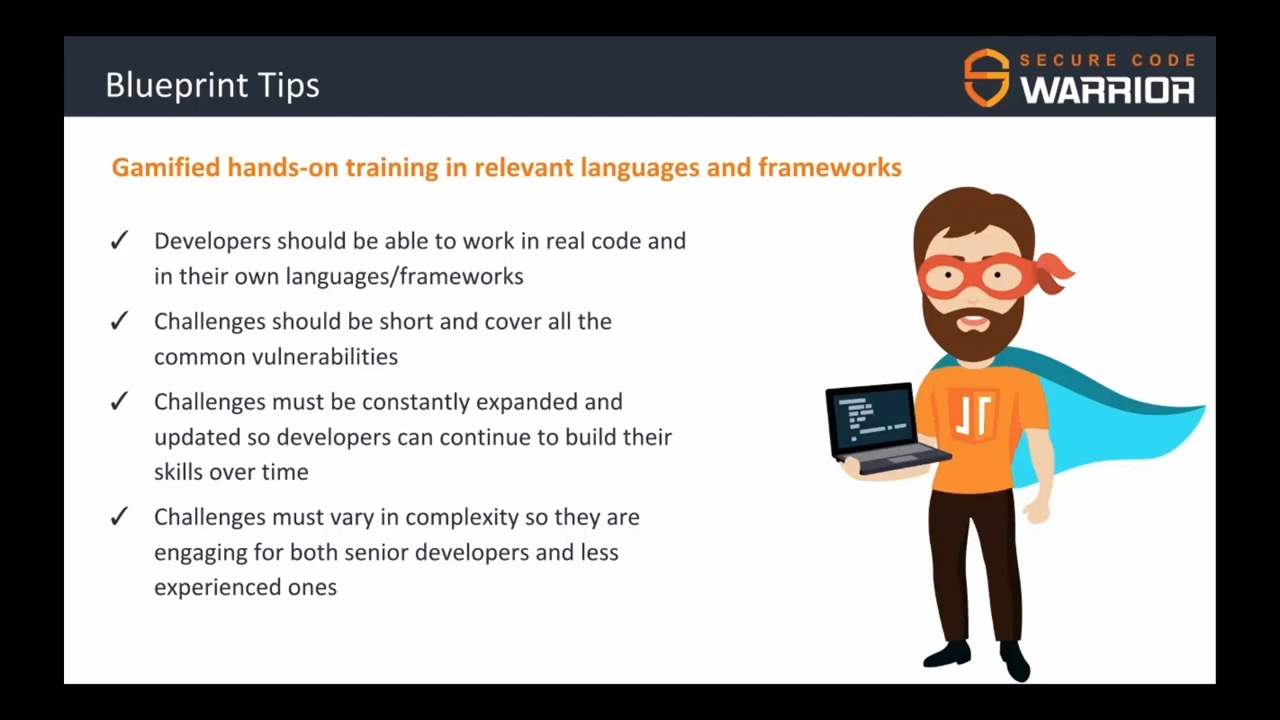 Blueprint Tips
SECURE CODE
WARRIOR
Gamified hands-on training in relevant languages and frameworks
✓ Developers should be able to work in real code and
in their own languages/frameworks
✓ Challenges should be short and cover all the
common vulnerabilities
✓ Challenges must be constantly expanded and
updated so developers can continue to build their
skills over time
✓ Challenges must vary in complexity so they are
engaging for both senior developers and less
experienced ones